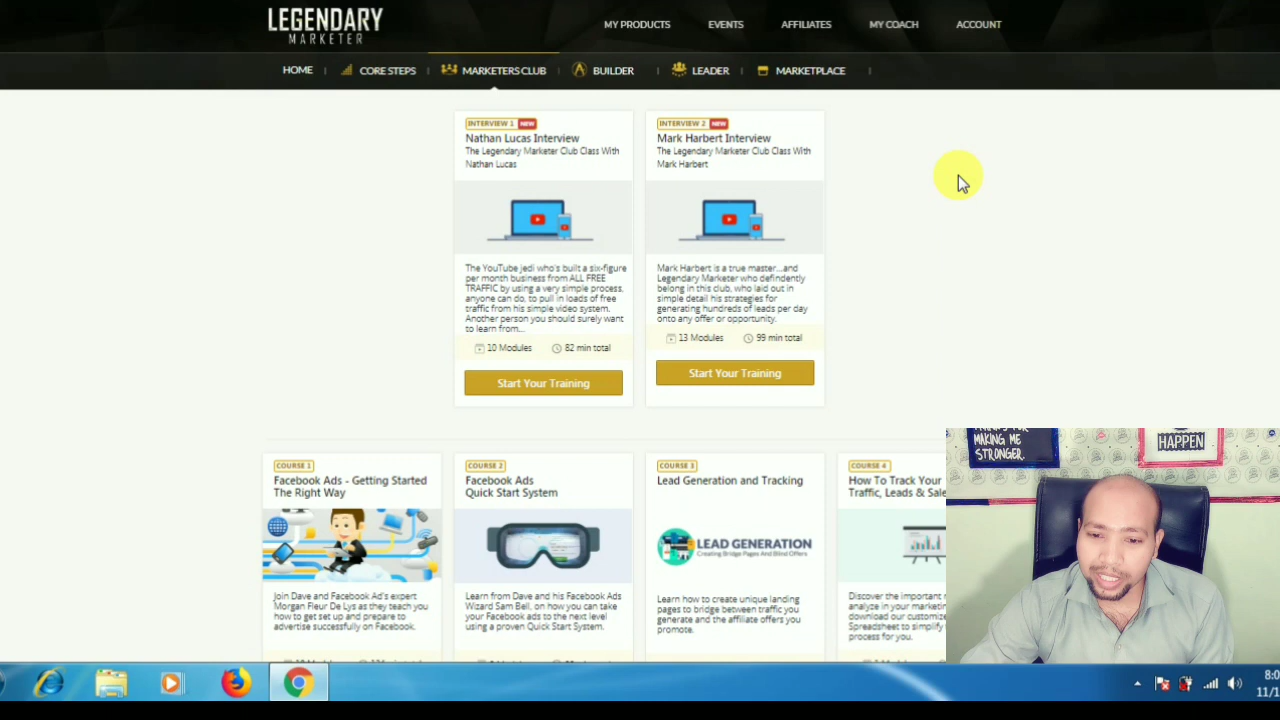 LEGENDARY
MARKETER
MY PRODUCTS
EVENTS
AFFILIATES
MY COACH
ACCOUNT
HOME
CORE STEPS
MARKETERS CLUB
BUILDER
LEADER
MARKETPLACE
INTERVIEW 1 NEW
Nathan Lucas Interview
The Legendary Marketer Club Class With
Nathan Lucas
The YouTube Jedi who's built a six-figure
per month business from ALL FREE
TRAFFIC by using a very simple process,
anyone can do, to pull in loads of free
traffic from his simple video system.
Another person you should surely want
to learn from...
10 Modules 82 min total
Start Your Training
INTERVIEW 2 NEW
Mark Harbert Interview
The Legendary Marketer Club Class With
Mark Harbert
Mark Harbert is a true master...and
Legendary Marketer who defindently
belong in this club, who laid out in
simple detail his strategies for
generating hundreds of leads per day
onto any offer or opportunity.
13 Modules 99 min total
Start Your Training
COURSE 1
Facebook Ads - Getting Started
The Right Way
Join Dave and Facebook Ad's expert
Morgan Fleur De Lys as they teach you
how to get set up and prepare to
advertise successfully on Facebook.
COURSE 2
Facebook Ads
Quick Start System
Learn from Dave and his Facebook Ads
Wizard Sam Bell, on how you can take
your Facebook ads to the next level
using a proven Quick Start System.
COURSE 3
Lead Generation and Tracking
LEAD GENERATION
Creating Bridge Pages And Blind Offers
Learn how to create unique landing
pages to bridge between traffic you
generate and the affiliate offers you
promote.
COURSE 4
How To Track Your
Traffic, Leads & Sale
Discover the important
analyze in your marketin
download our customize
Spreadsheet to simplify
process for you.
MAKING ME
STRONGER.
HAPPEN
8:0
11/1